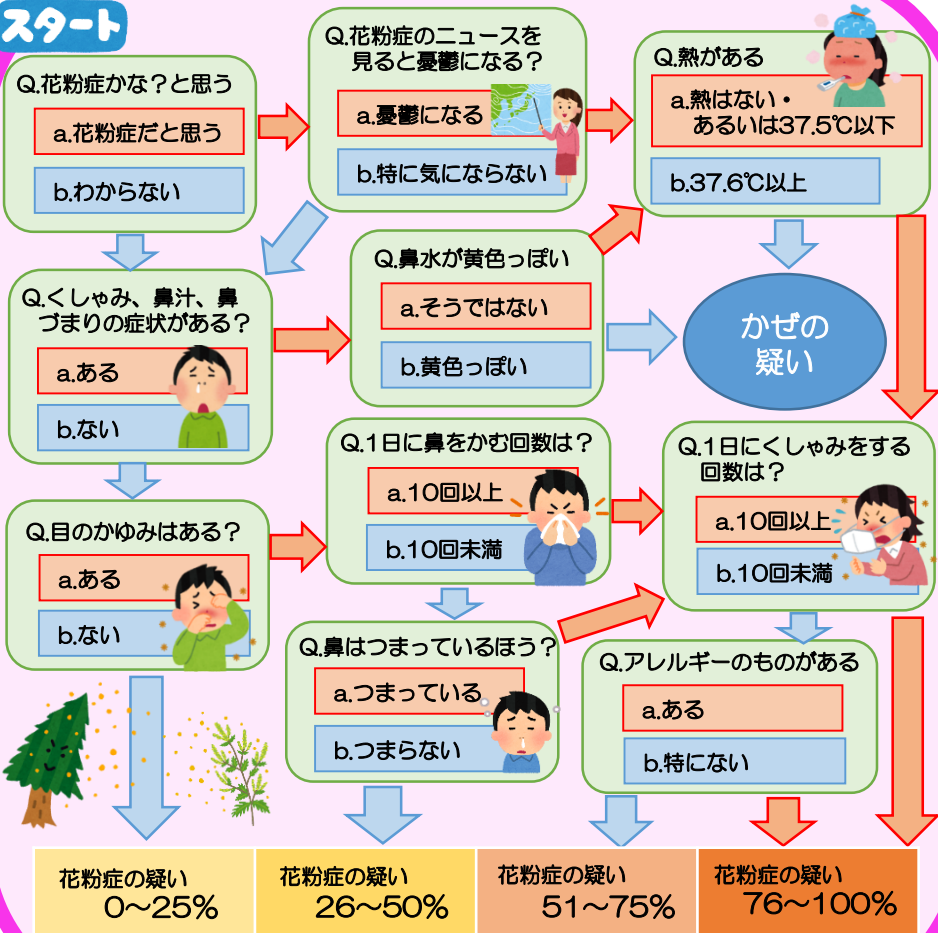 スタート
Q.花粉症かな？と思う
a.花粉症だと思う
b.わからない
Q.花粉症のニュースを
見ると憂鬱になる？
a.憂鬱になる
b.特に気にならない
Q.熱がある
a.熱はない・
あるいは37.5℃以下
b.37.6℃以上
Q.くしゃみ、鼻汁、鼻
づまりの症状がある？
a.ある
b.ない
Q.鼻水が黄色っぽい
a.そうではない
b.黄色っぽい
かぜの
疑い
Q.目のかゆみはある？
a.ある
b.ない
Q.1日に鼻をかむ回数は？
a.10回以上
b.10回未満
Q.1日にくしゃみをする
回数は？
a.10回以上
b.10回未満
Q.鼻はつまっているほう？
a.つまっている
b.つまらない
Q.アレルギーのものがある
a.ある
b.特にない
花粉症の疑い
0～25%
花粉症の疑い
26～50%
花粉症の疑い
51～75%
花粉症の疑い
76～100%